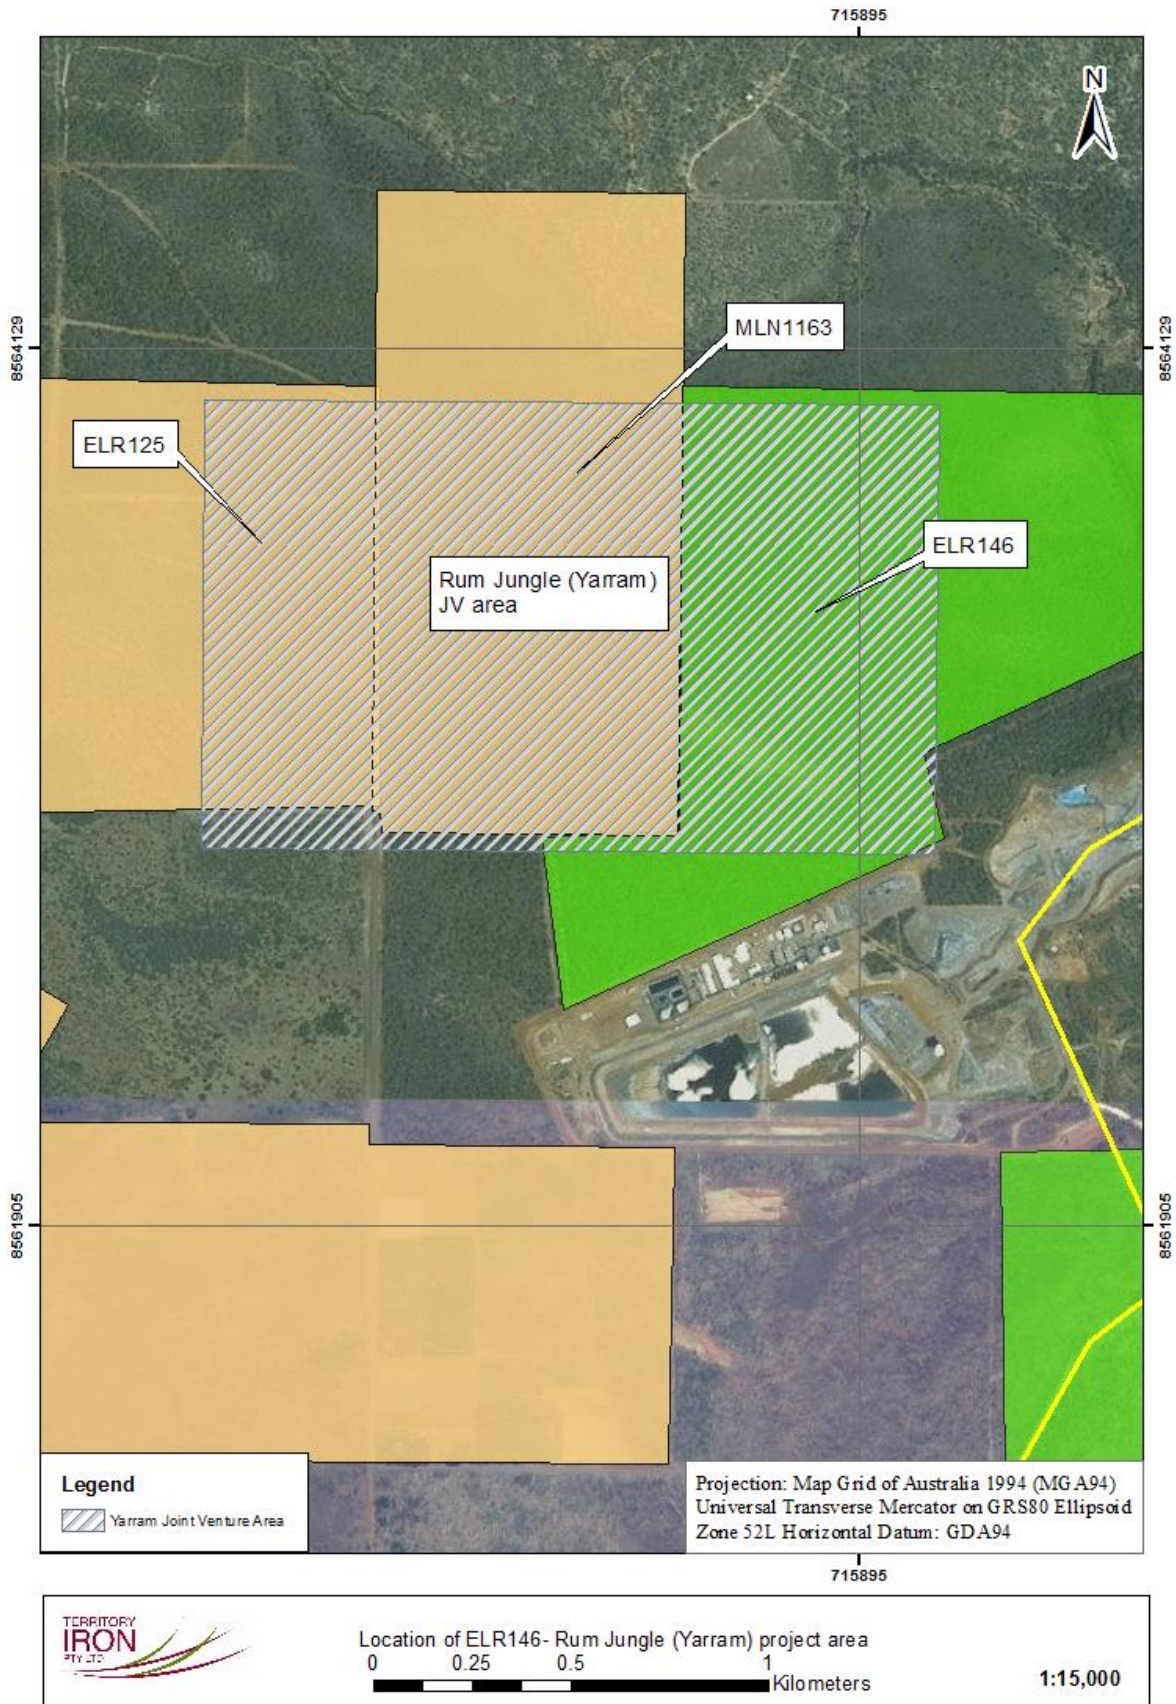 715895
N
8564129
8564129
MLN1163
ELR125
ELR146
Rum Jungle (Yarram)
JV area
8561905
8561905
Legend
Yarram Joint Venture Area
Projection: Map Grid of Australia 1994 (MGA94)
Universal Transverse Mercator on GRS80 Ellipsoid
Zone 52L Horizontal Datum: GDA94
715895
TERRITORY
IRON
PTY LTD
Location of ELR146- Rum Jungle (Yarram) project area
0 0.25 0.5 1
Kilometers
1:15,000